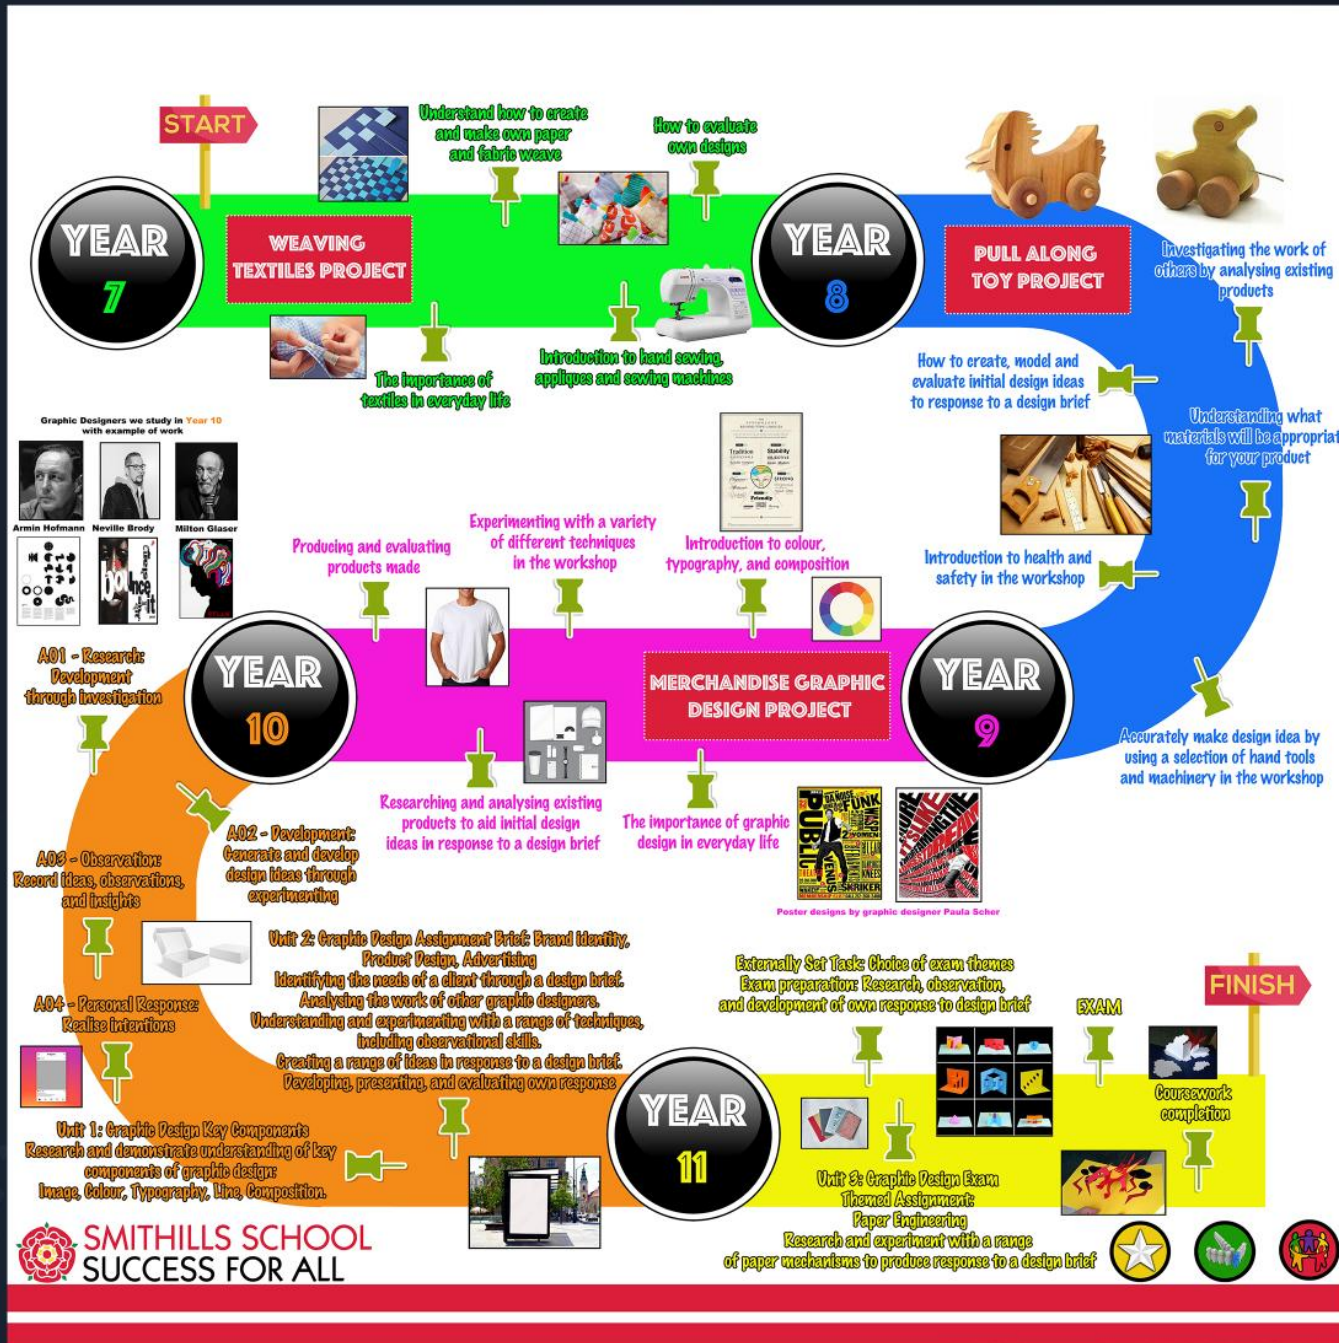 START
YEAR
7
WEAVING
TEXTILES PROJECT
Understand how to create
and make own paper
and fabric weave
How to evaluate
own designs
The importance of
textiles in everyday life
Introduction to hand sewing,
appliques and sewing machines
YEAR
8
PULL ALONG
TOY PROJECT
Investigating the work of
others by analysing existing
products
How to create, model and
evaluate initial design ideas
to response to a design brief
Understanding what
materials will be appropriat
for your product
Introduction to health and
safety in the workshop
Accurately make design idea by
using a selection of hand tools
and machinery in the workshop
YEAR
9
MERCHANDISE GRAPHIC
DESIGN PROJECT
Introduction to colour,
typography, and composition
Tradition
Stability
STRONG
Friendly
The importance of graphic
design in everyday life
PUBLIC
DA NOISE
FUNK
VENUS
SKRIKER
Poster designs by graphic designer Paula Scher
Experimenting with a variety
of different techniques
in the workshop
Researching and analysing existing
products to aid initial design
ideas in response to a design brief
Producing and evaluating
products made
Graphic Designers we study in Year 10
with example of work
Armin Hofmann Neville Brody Milton Glaser
YEAR
10
A01 - Research:
Development
through investigation
A02 - Development:
Generate and develop
design ideas through
experimenting
A03 - Observation:
Record ideas, observations,
and insights
A04 - Personal Response:
Realise intentions
Unit 1: Graphic Design Key Components
Research and demonstrate understanding of key
components of graphic design:
Image, Colour, Typography, Line, Composition.
Unit 2: Graphic Design Assignment Brief: Brand identity,
Product Design, Advertising
Identifying the needs of a client through a design brief.
Analysing the work of other graphic designers.
Understanding and experimenting with a range of techniques,
including observational skills.
Creating a range of ideas in response to a design brief.
Developing, presenting, and evaluating own response
YEAR
11
Externally Set Task: Choice of exam themes
Exam preparation: Research, observation,
and development of own response to design brief
Unit 3: Graphic Design Exam
Themed Assignment:
Paper Engineering
Research and experiment with a range
of paper mechanisms to produce response to a design brief
EXAM
Coursework
completion
FINISH
SMITHILLS SCHOOL
SUCCESS FOR ALL